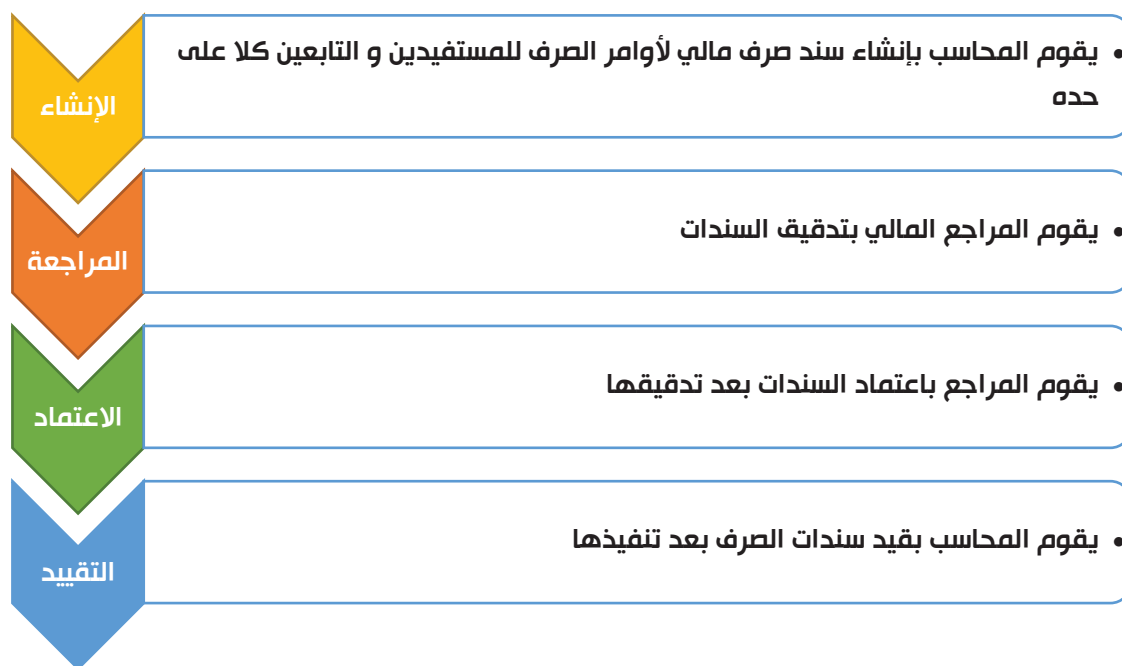 الإنشاء
• يقوم المحاسب بإنشاء سند صرف مالي لأوامر الصرف للمستفيدين و التابعين كلا على
حده
المراجعة
• يقوم المراجع المالي بتدقيق السندات
الاعتماد
• يقوم المراجع باعتماد السندات بعد تدقيقها
التقييد
• يقوم المحاسب بقيد سندات الصرف بعد تنفيذها